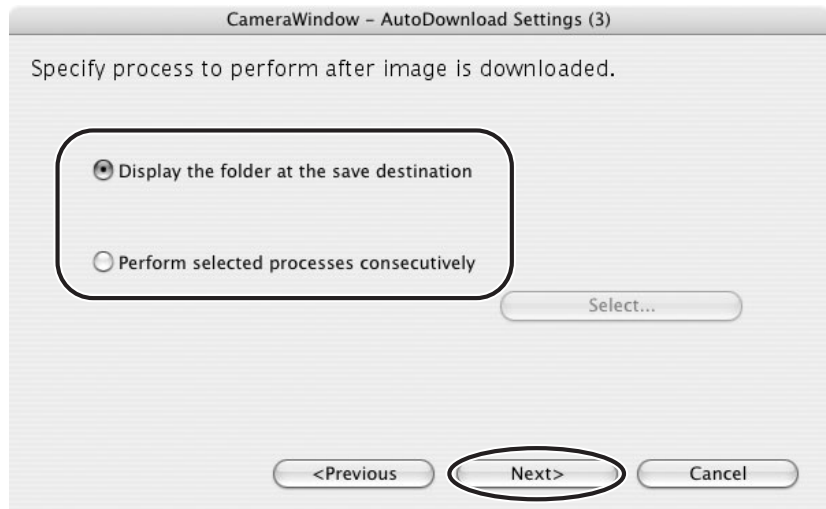 CameraWindow – AutoDownload Settings (3)
Specify process to perform after image is downloaded.
Display the folder at the save destination
Perform selected processes consecutively
Select...
<Previous
Next>
Cancel